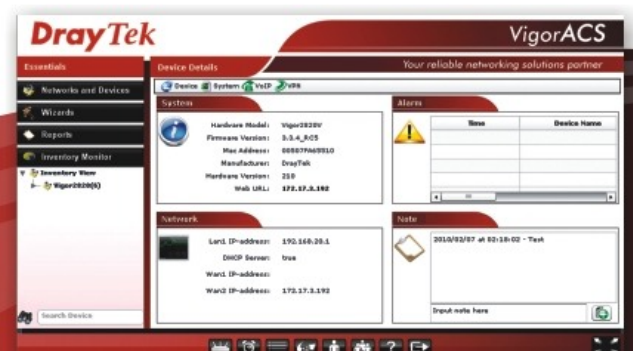 DrayTek
VigorACS
Essentials
Device Details
Your reliable networking solutions partner
Networks and Devices
Wizards
Reports
Inventory Monitor
Inventory View
Vigor2820(6)
Search Device
Device System VoIP VPN
System
Hardware Model: Vigor2820V
Firmware Version: 3.3.4_RC5
Mac Address:
Manufacturer: DrayTek
Hardware Version: 210
Web URL: 172.17.3.192
Alarm
Time Device Name
Network
Lan1 IP-address: 192.168.20.1
DHCP Server: true
Wan1 IP-address:
Wan2 IP-address: 172.17.3.192
Note
2010/02/07 at 02:18:02 - Test
Input note here